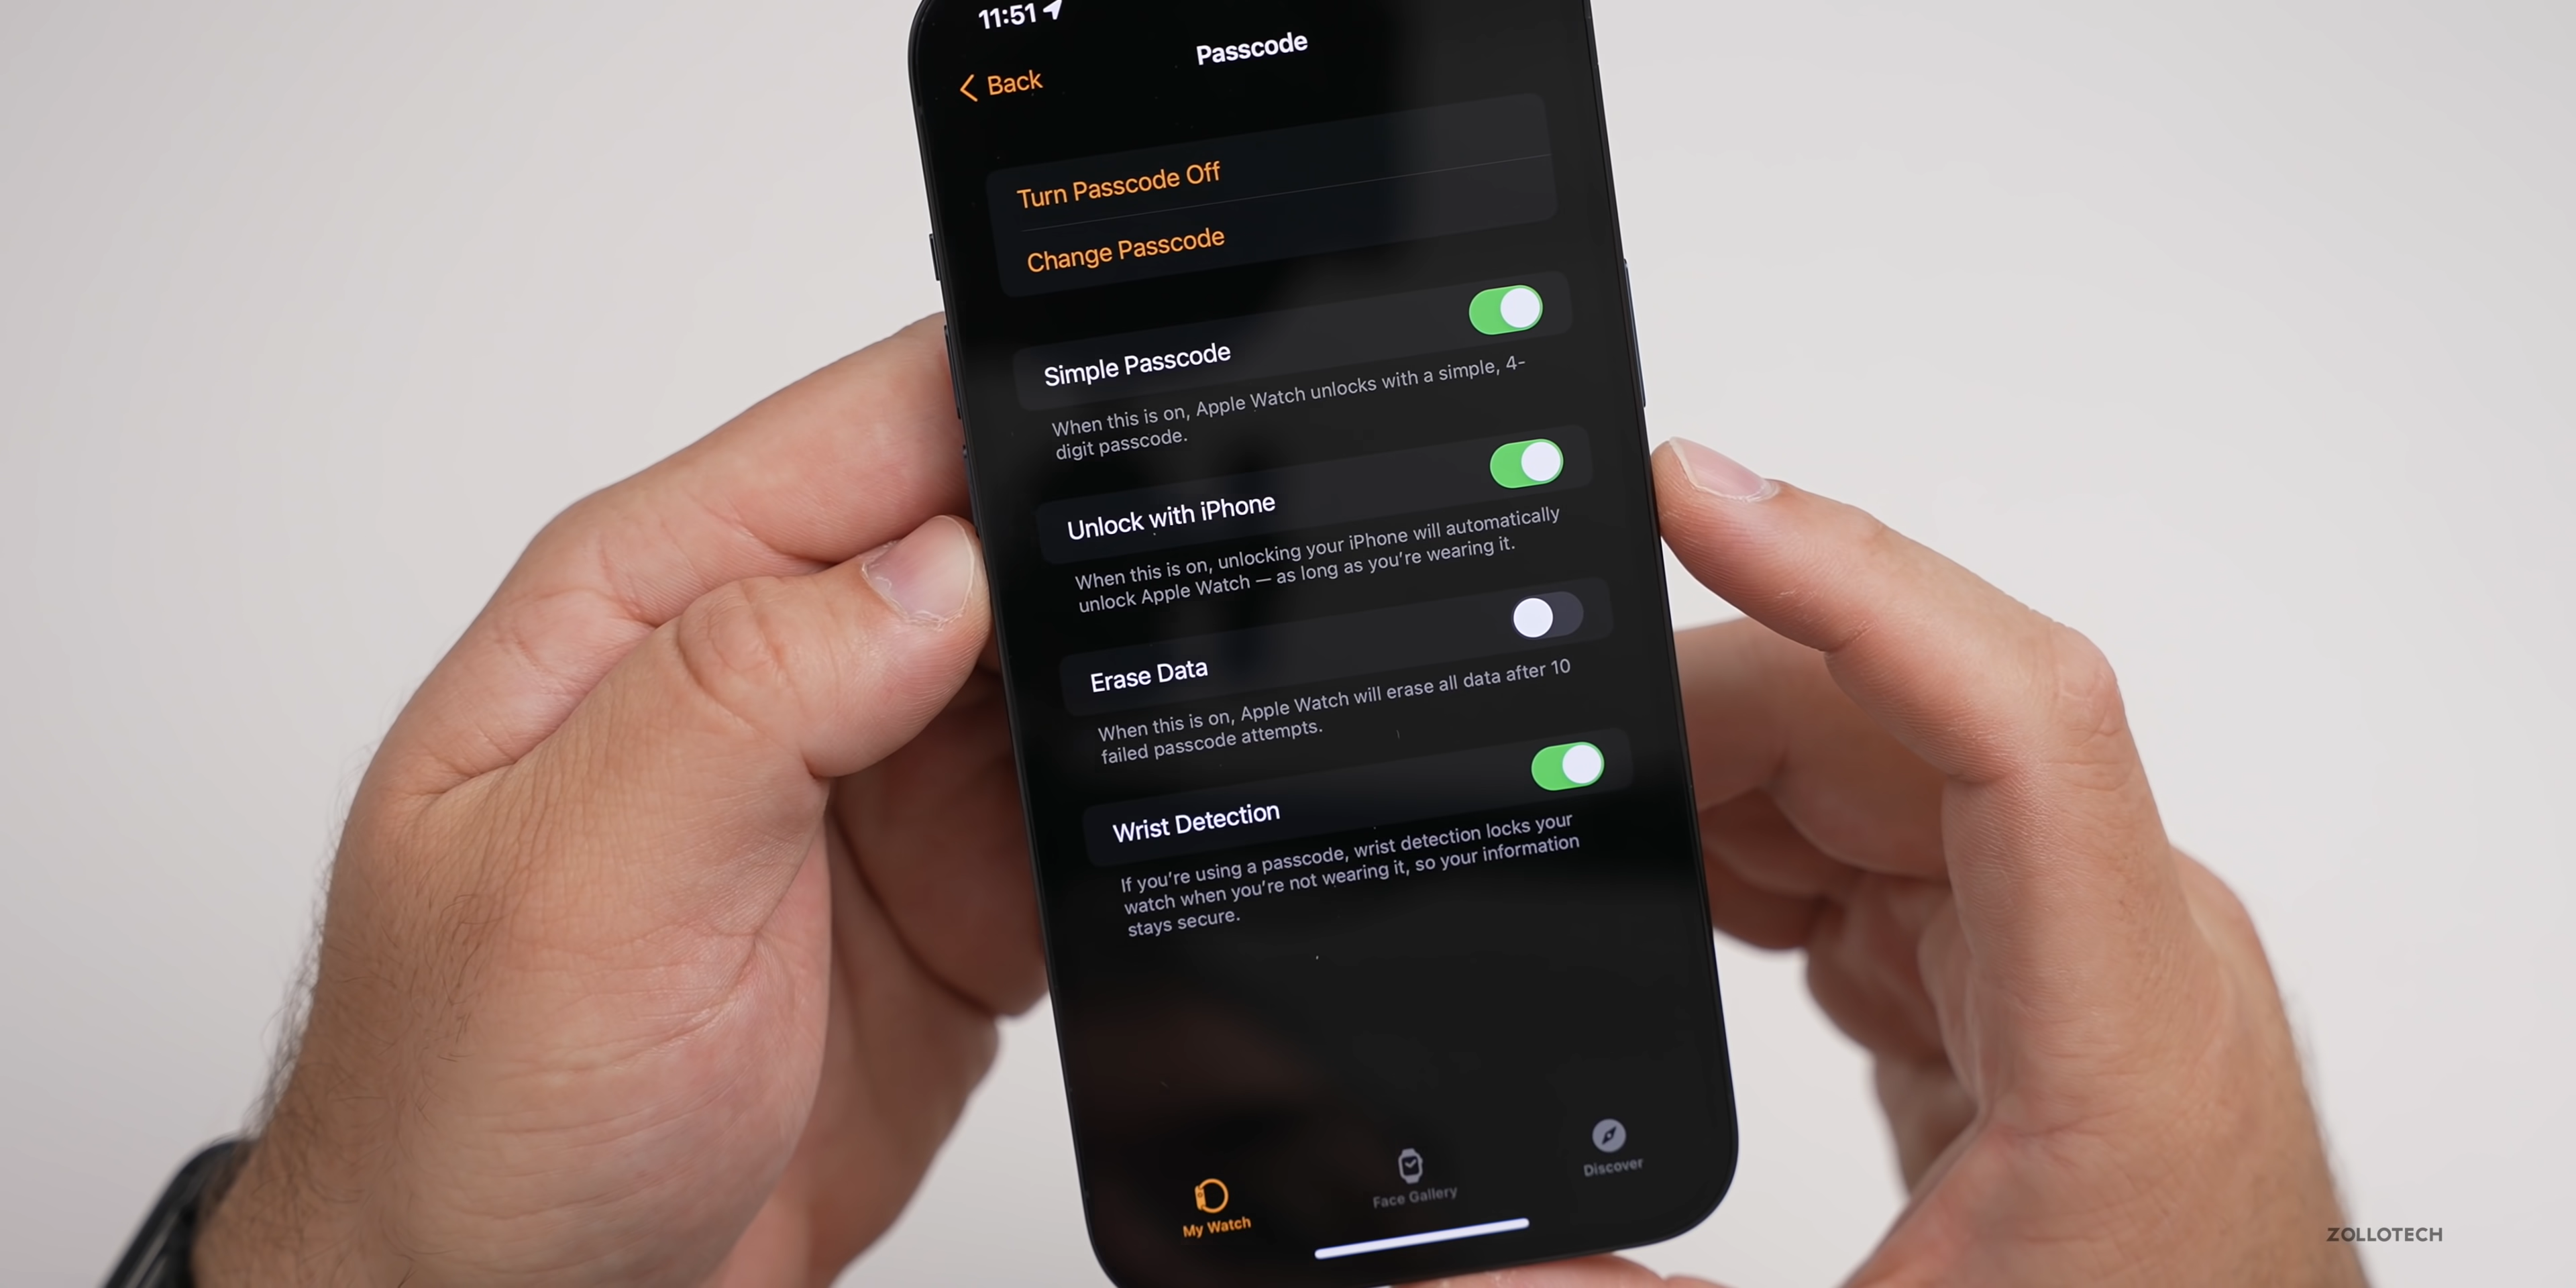 11:51
Passcode
Back
Turn Passcode Off
Change Passcode
Simple Passcode
When this is on, Apple Watch unlocks with a simple, 4-
digit passcode.
Unlock with iPhone
When this is on, unlocking your iPhone will automatically
unlock Apple Watch — as long as you're wearing it.
Erase Data
When this is on, Apple Watch will erase all data after 10
failed passcode attempts.
Wrist Detection
If you're using a passcode, wrist detection locks your
watch when you're not wearing it, so your information
stays secure.
My Watch
Face Gallery
Discover
ZOLLOTECH